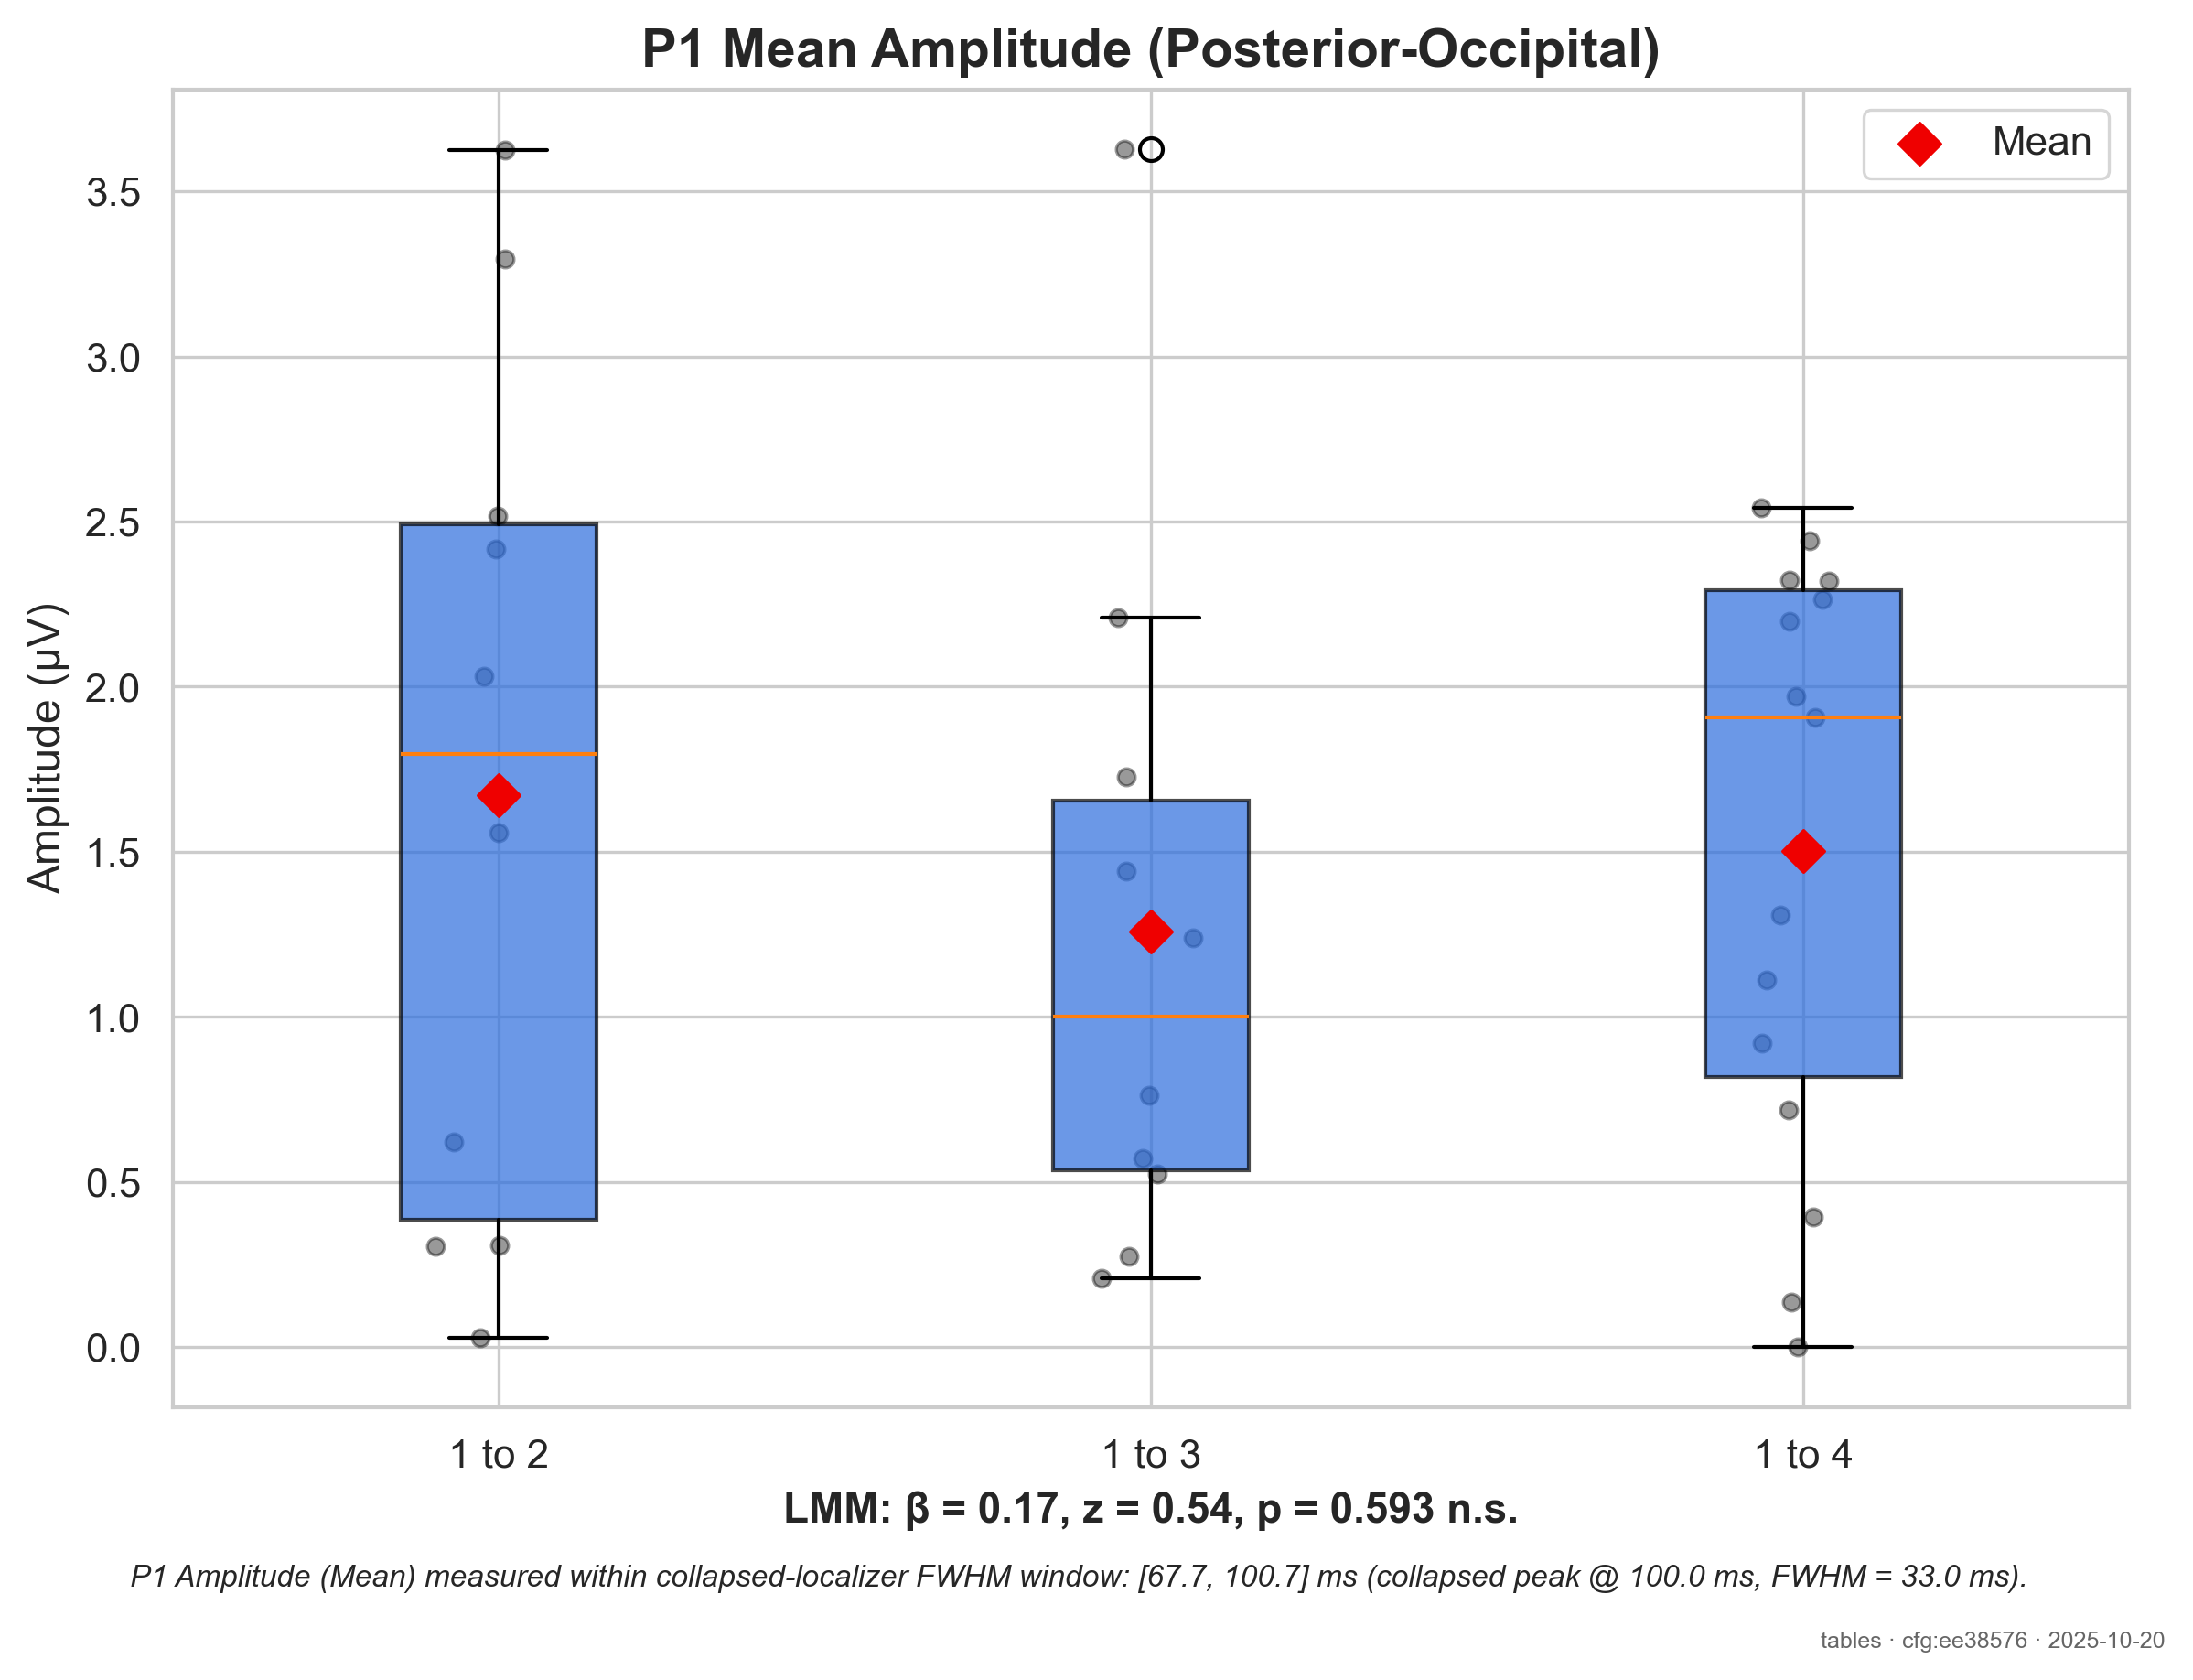 P1 Mean Amplitude (Posterior-Occipital)
Mean
Amplitude (µV)
3.5
3.0
2.5
2.0
1.5
1.0
0.5
0.0
1 to 2
1 to 3
1 to 4
LMM: β = 0.17, z = 0.54, p = 0.593 n.s.
P1 Amplitude (Mean) measured within collapsed-localizer FWHM window: [67.7, 100.7] ms (collapsed peak @ 100.0 ms, FWHM = 33.0 ms).
tables · cfg:ee38576 · 2025-10-20